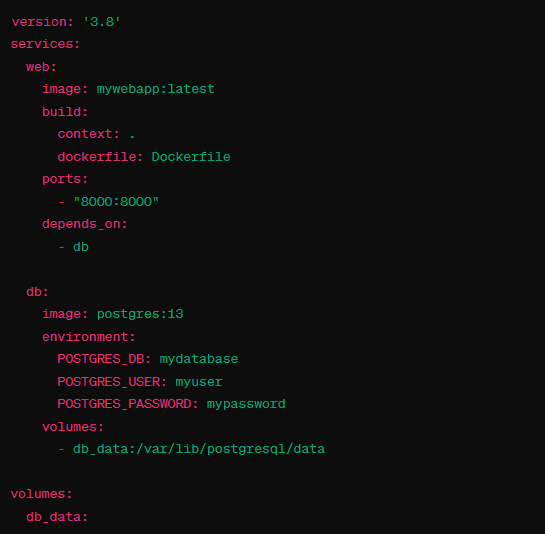 version: '3.8'
services:
  web:
    image: mywebapp:latest
    build:
      context: .
      dockerfile: Dockerfile
    ports:
      - "8000:8000"
    depends_on:
      - db

  db:
    image: postgres:13
    environment:
      POSTGRES_DB: mydatabase
      POSTGRES_USER: myuser
      POSTGRES_PASSWORD: mypassword
    volumes:
      - db_data:/var/lib/postgresql/data

volumes:
  db_data: